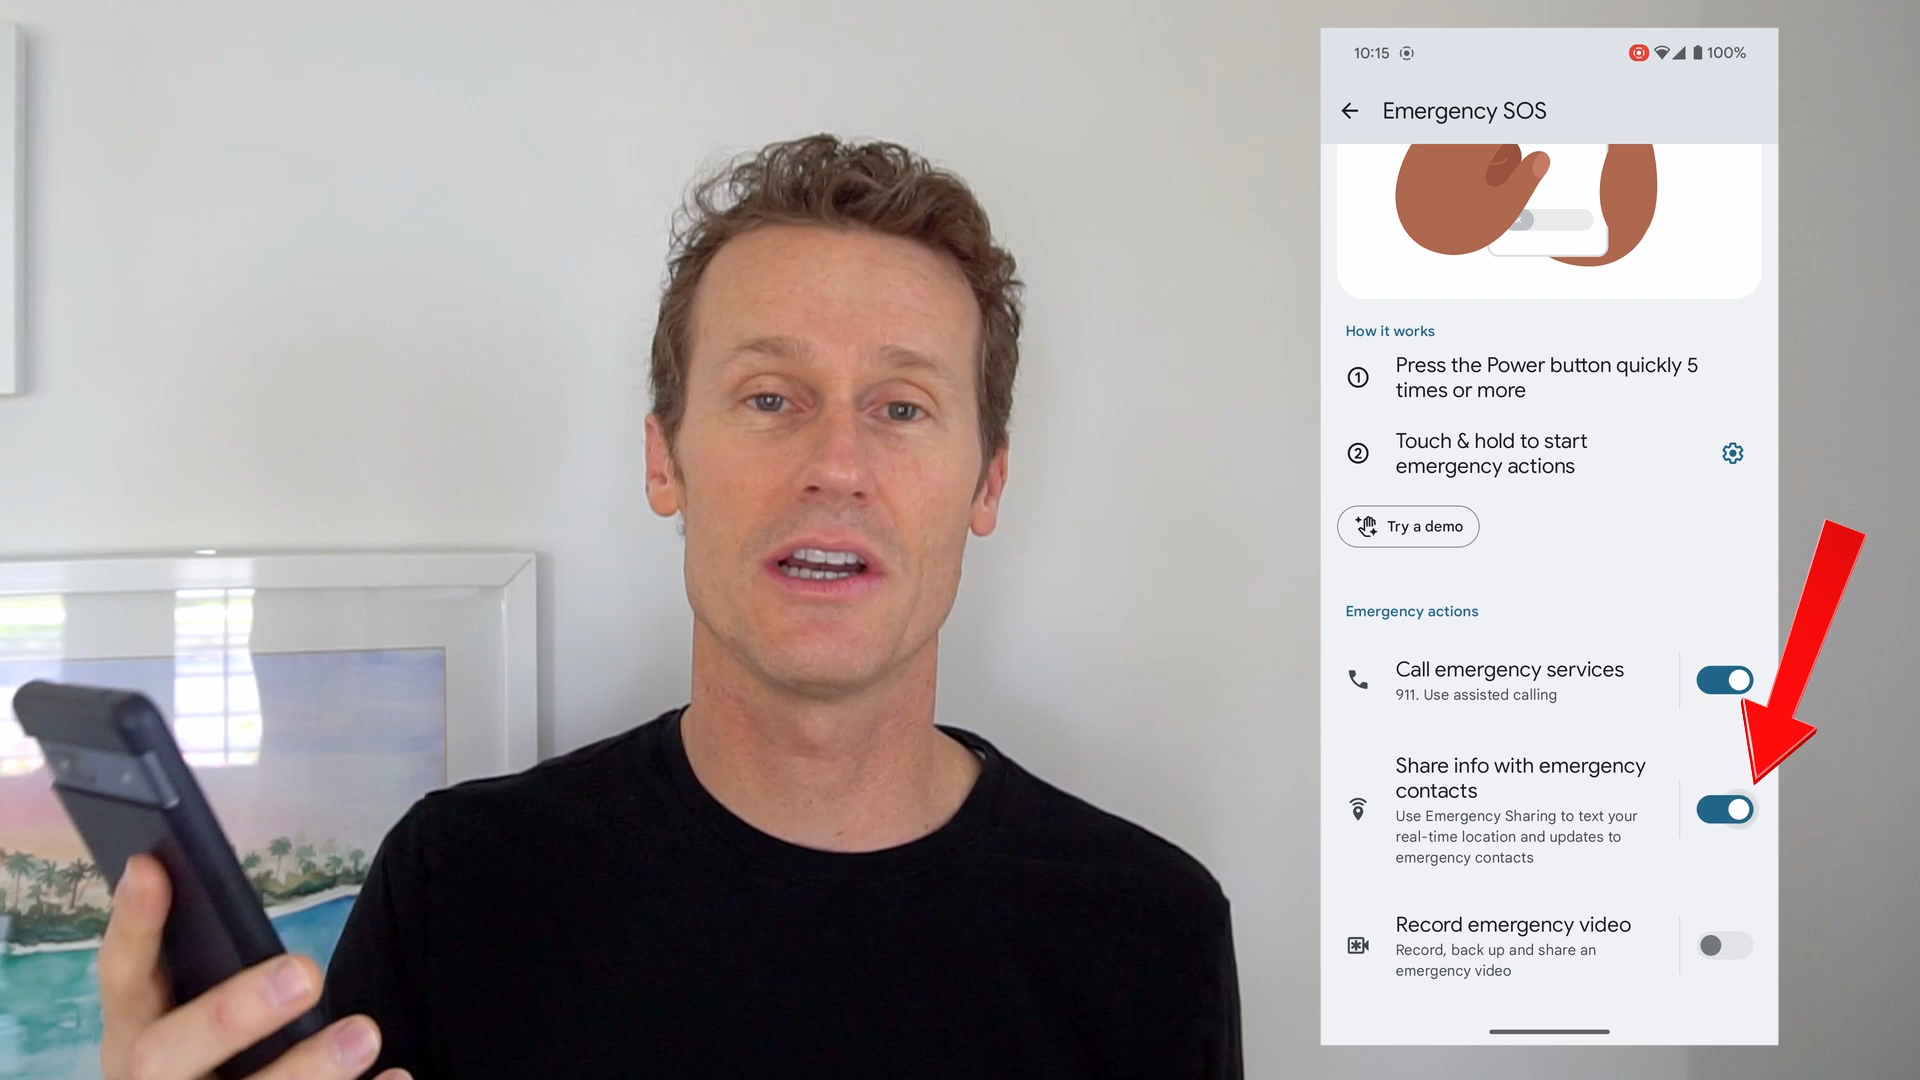 10:15
100%
Emergency SOS
How it works
1
Press the Power button quickly 5
times or more
2
Touch & hold to start
emergency actions
Try a demo
Emergency actions
Call emergency services
911. Use assisted calling
Share info with emergency
contacts
Use Emergency Sharing to text your
real-time location and updates to
emergency contacts
Record emergency video
Record, back up and share an
emergency video